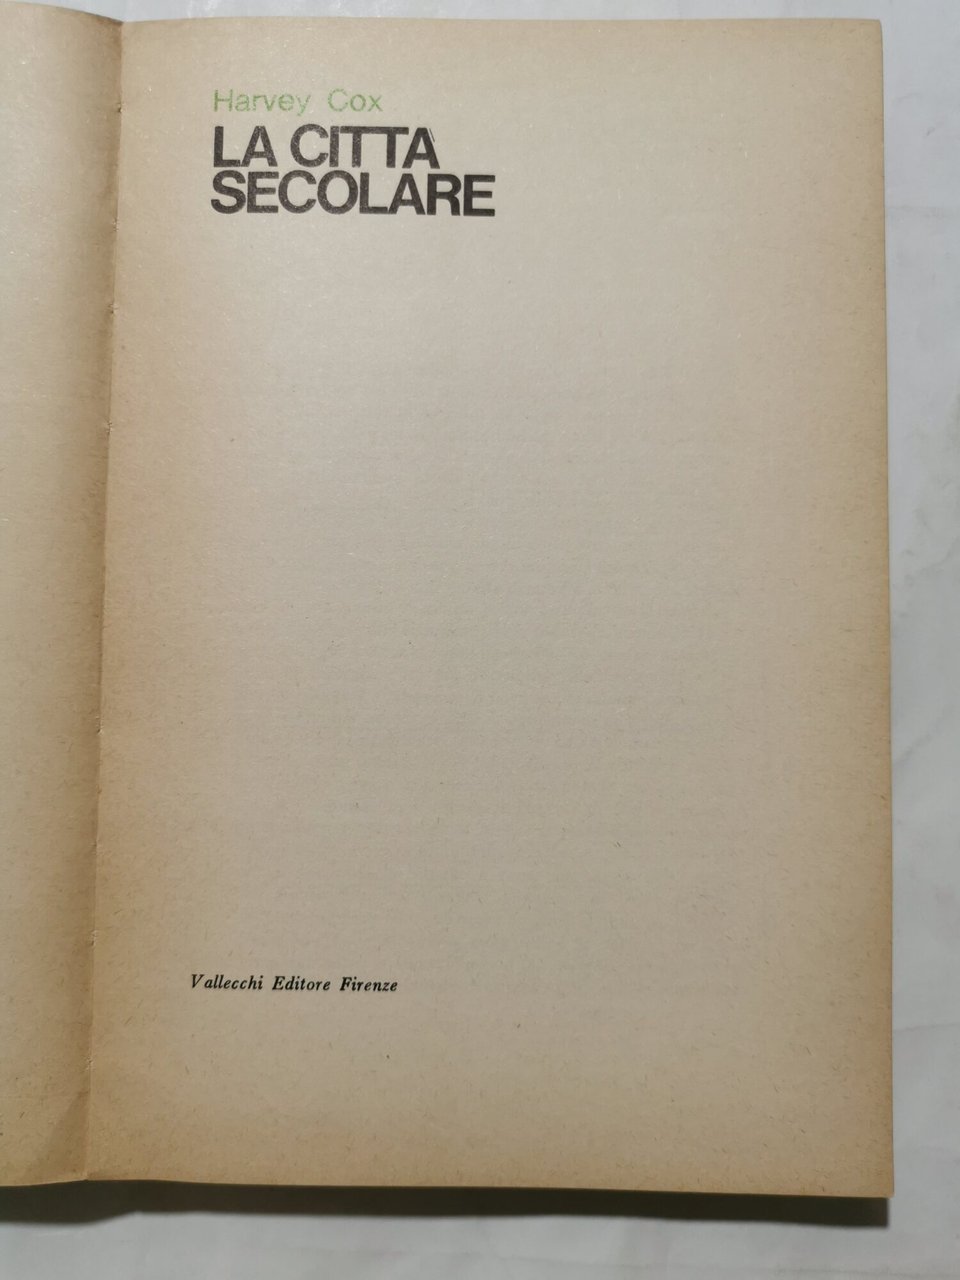 Harvey Cox
LA CITTA
SECOLARE
Vallecchi Editore Firenze